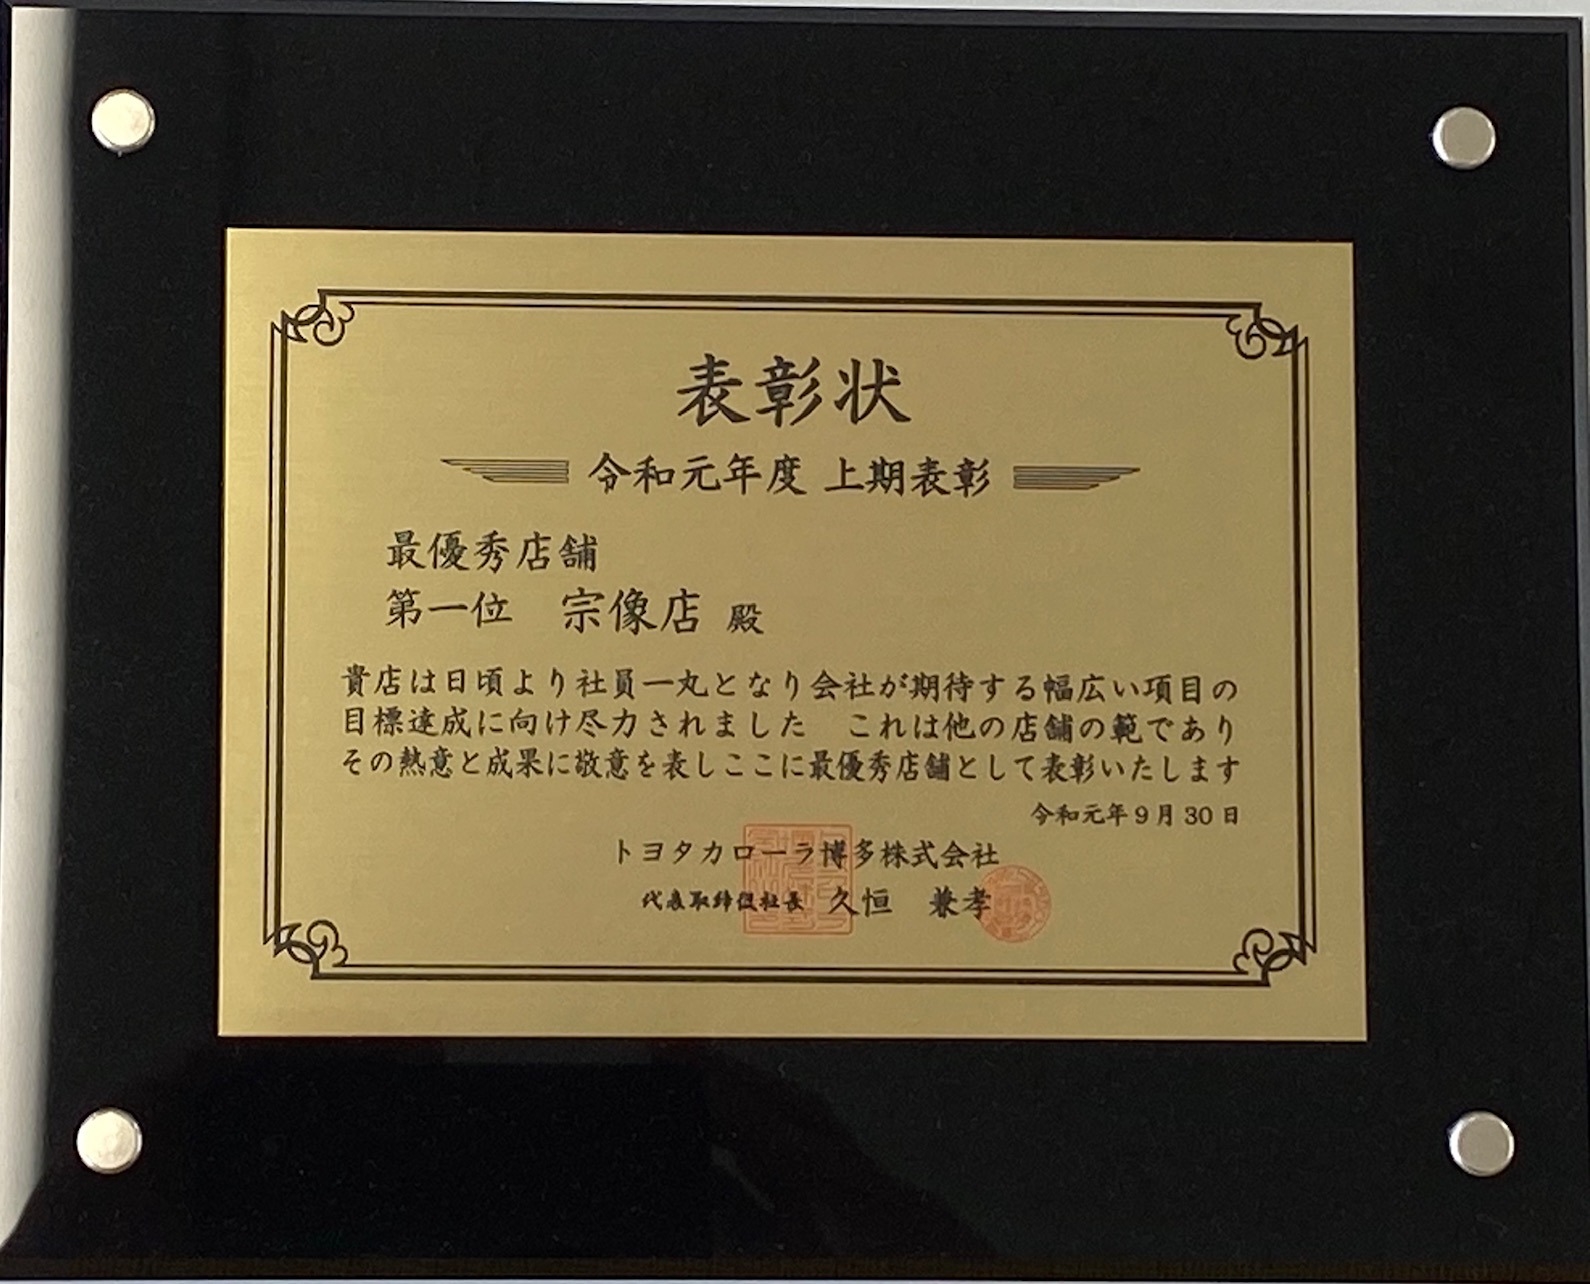 表彰状
令和元年度 上期表彰
最優秀店舗
第一位 宗像店 殿
貴店は日頃より社員一丸となり会社が期待する幅広い項目の
目標達成に向け尽力されました これは他の店舗の範であり
その熱意と成果に敬意を表しここに最優秀店舗として表彰いたします
令和元年9月30日
トヨタカローラ博多株式会社
代表取締役社長 久恒 兼孝